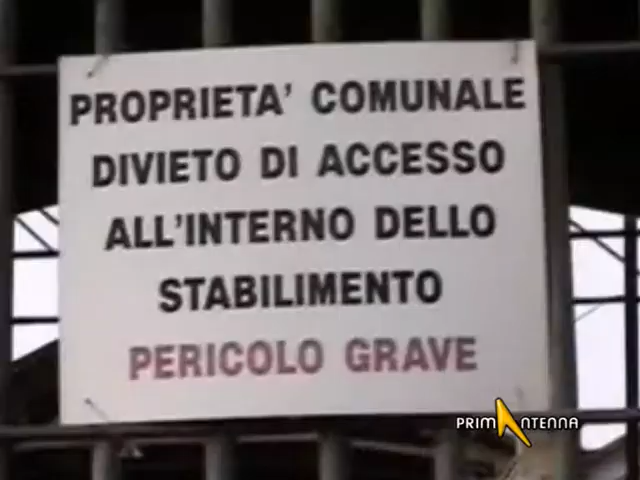 PROPRIETA' COMUNALE
DIVIETO DI ACCESSO
ALL'INTERNO DELLO
STABILIMENTO
PERICOLO GRAVE
PRIMANTENNA